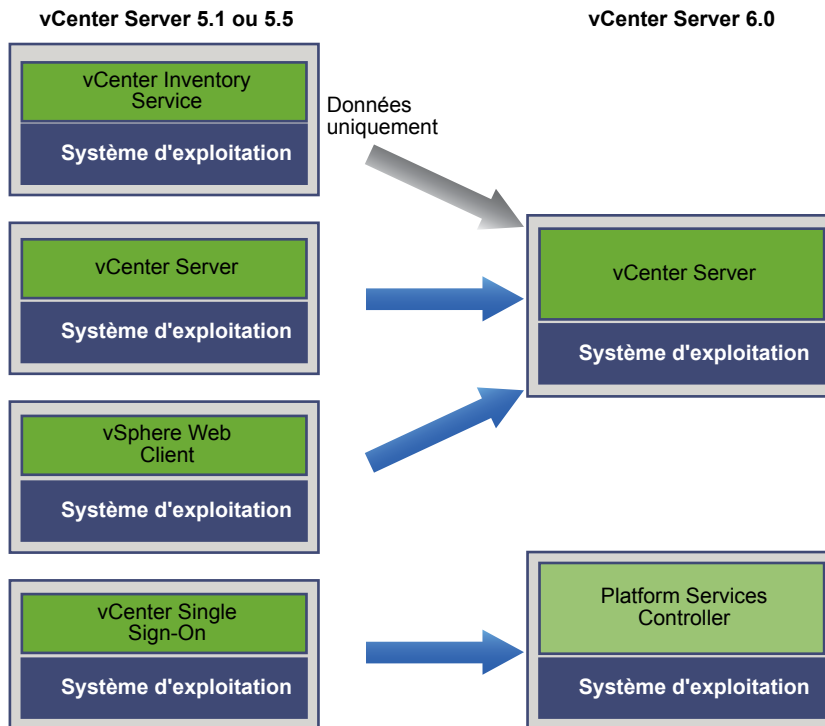 vCenter Server 5.1 ou 5.5
vCenter Server 6.0
vCenter Inventory
Service
Système d'exploitation
Données
uniquement
vCenter Server
Système d'exploitation
vCenter Server
Système d'exploitation
vSphere Web
Client
Système d'exploitation
vCenter Single
Sign-On
Système d'exploitation
Platform Services
Controller
Système d'exploitation